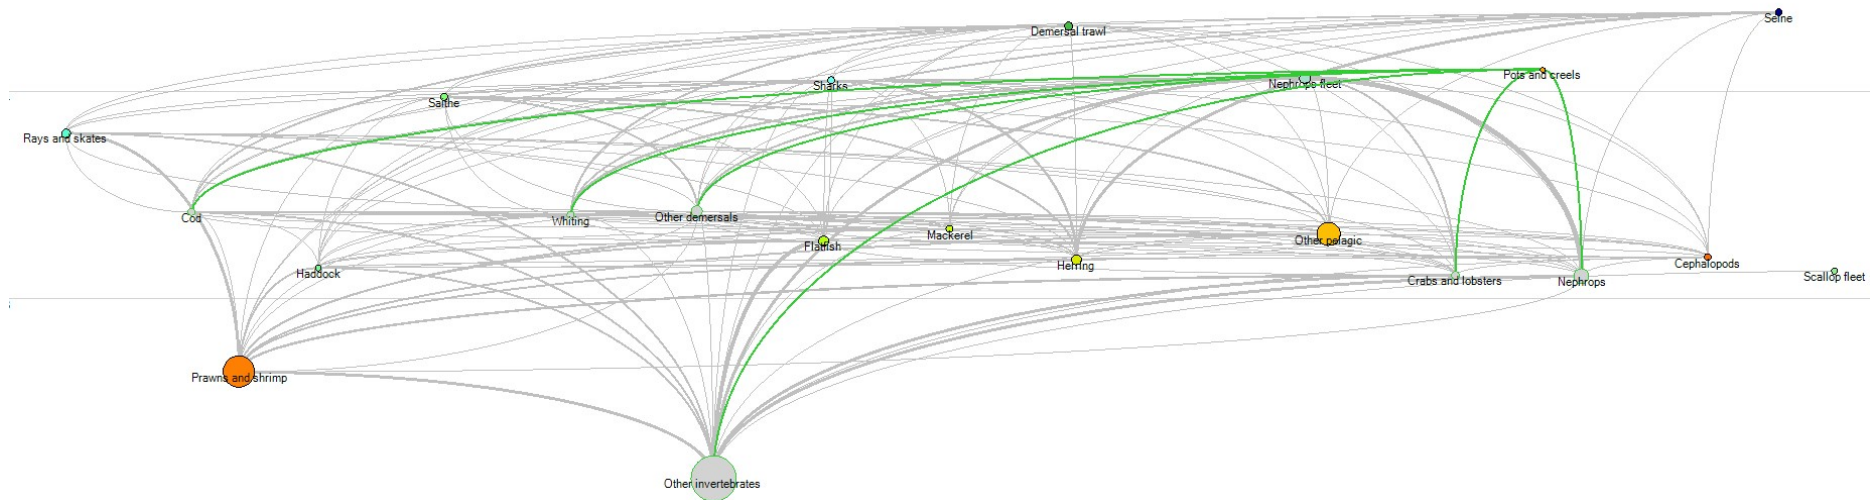 Seine
Demersal trawl
Pots and creels
Sharks
Nephrops fleet
Saithe
Rays and skates
Cod
Whiting
Other demersals
Mackerel
Flatfish
Other pelagic
Herring
Cephalopods
Haddock
Crabs and lobsters
Nephrops
Scallop fleet
Prawns and shrimp
Other invertebrates